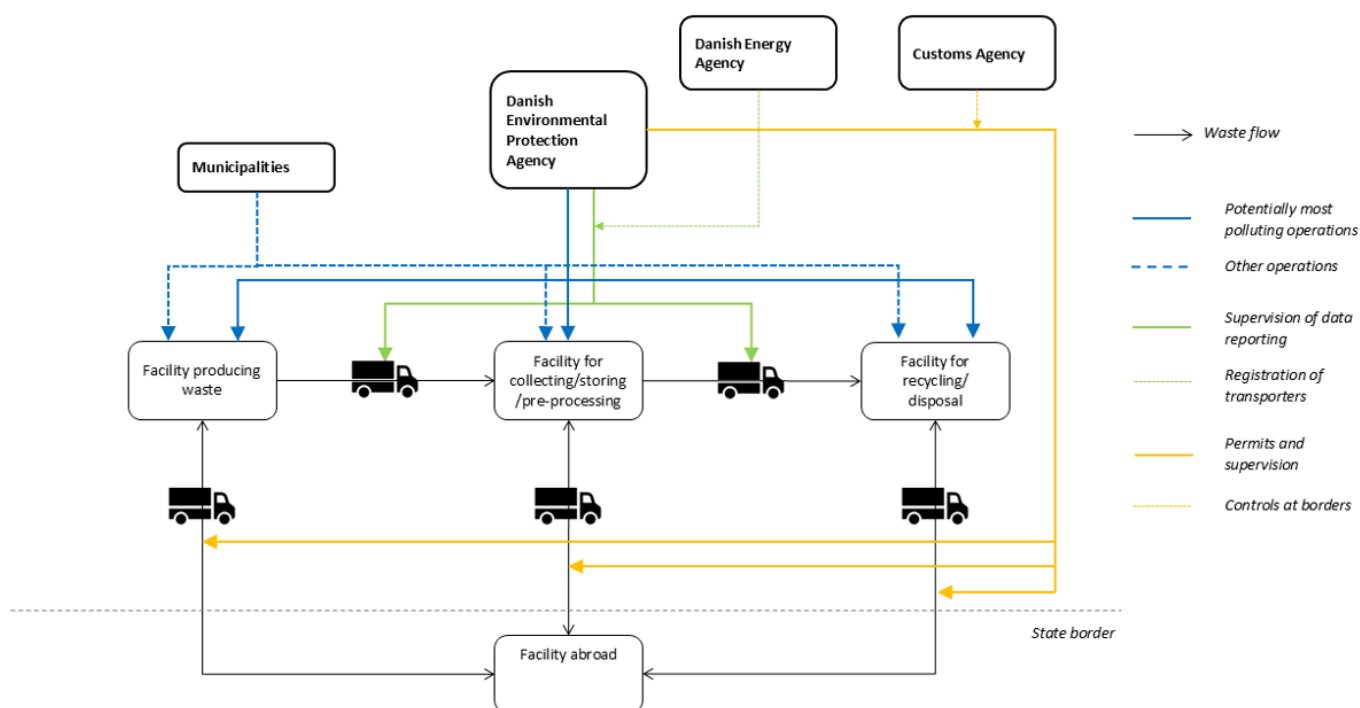 Danish Energy
Agency
Customs Agency
Danish
Environmental
Protection
Agency
Municipalities
Waste flow
Potentially most
polluting operations
Other operations
Supervision of data
reporting
Registration of
transporters
Permits and
supervision
Controls at borders
Facility producing
waste
Facility for
collecting/storing
/pre-processing
Facility for
recycling/
disposal
State border
Facility abroad